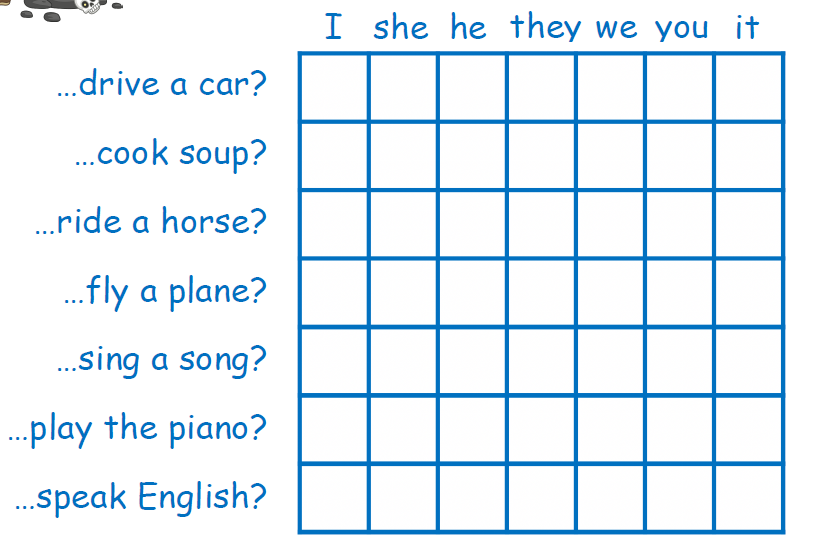 I she he they we you it
...drive a car?
...cook soup?
...ride a horse?
...fly a plane?
...sing a song?
...play the piano?
...speak English?